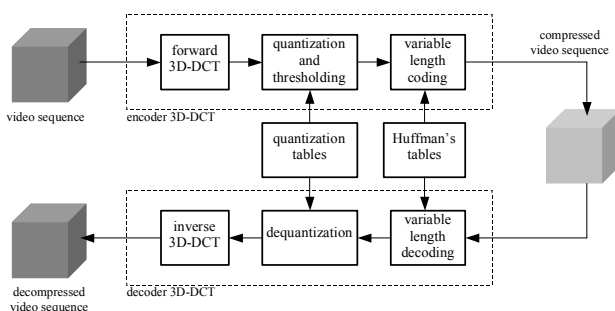 forward
3D-DCT
quantization
and
thresholding
variable
length
coding
compressed
video sequence
video sequence
encoder 3D-DCT
quantization
tables
Huffman's
tables
inverse
3D-DCT
dequantization
variable
length
decoding
decompressed
video sequence
decoder 3D-DCT